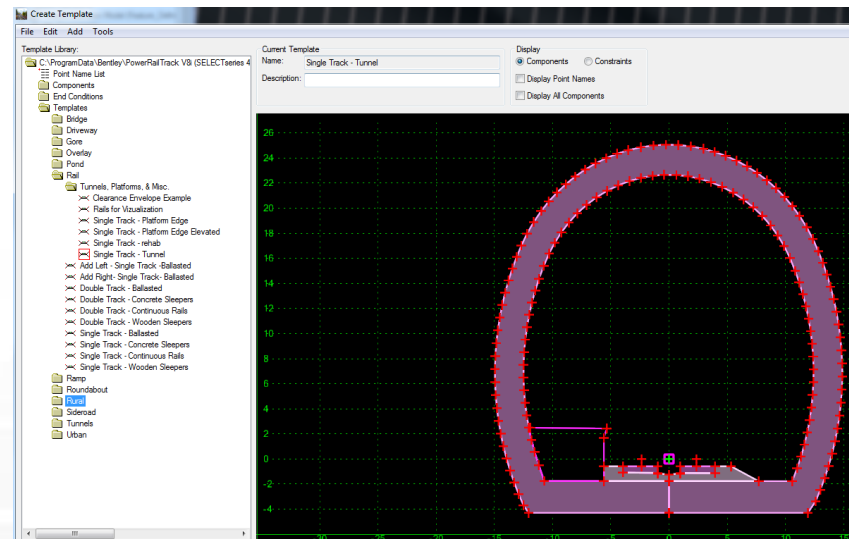 Create Template
File Edit Add Tools
Template Library:
C:\ProgramData\Bentley\PowerRailTrack V8i (SELECTseries 4
Point Name List
Components
End Conditions
Templates
Bridge
Driveway
Gore
Overlay
Pond
Rail
Tunnels, Platforms, & Misc.
Clearance Envelope Example
Rails for Vizualization
Single Track - Platform Edge
Single Track - Platform Edge Elevated
Single Track - rehab
Single Track - Tunnel
Add Left - Single Track -Ballasted
Add Right- Single Track- Ballasted
Double Track - Ballasted
Double Track - Concrete Sleepers
Double Track - Continuous Rails
Double Track - Wooden Sleepers
Single Track - Ballasted
Single Track - Concrete Sleepers
Single Track - Continuous Rails
Single Track - Wooden Sleepers
Ramp
Roundabout
Rural
Sideroad
Tunnels
Urban
Current Template
Name: Single Track - Tunnel
Description:
Display
Components Constraints
Display Point Names
Display All Components
26
24
22
20
18
16
14
12
10
8
6
4
2
0
-2
-4